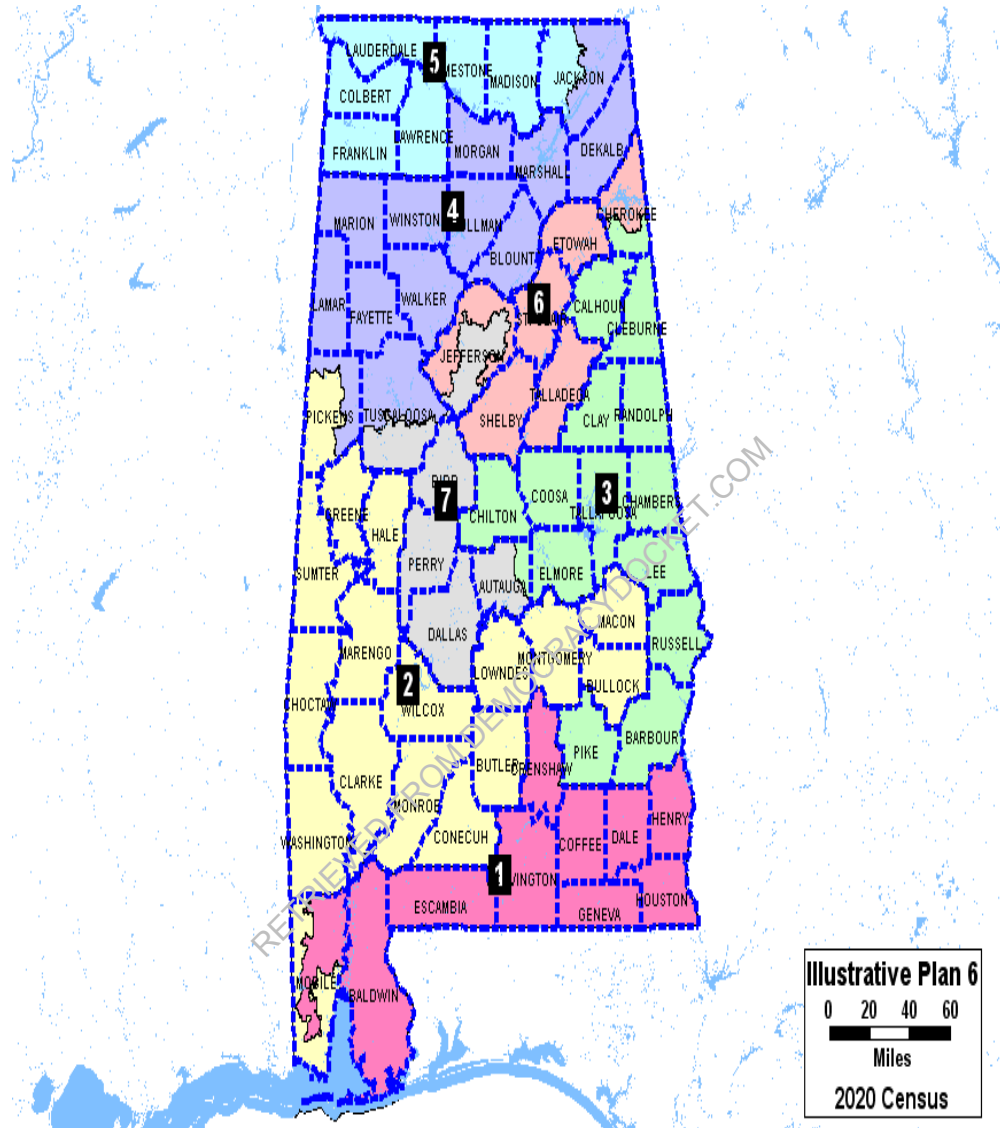 LAUDERDALE
5
MESTONE
MADISON
JACKSON
COLBERT
LAWRENCE
FRANKLIN
MORGAN
MARSHALL
DEKALB
MARION
WINSTON
4
LLMAN
CHEROKEE
ETOWAH
BLOUNT
LAMAR
FAYETTE
WALKER
6
CALHOUN
CLEBURNE
JEFFERSON
TALLADEGA
PICKENS
TUSCALOOSA
SHELBY
CLAY
RANDOLPH
7
CHILTON
COOSA
3
TALLAPOOSA
CHAMBERS
GREENE
HALE
PERRY
AUTAUGA
ELMORE
LEE
SUMTER
DALLAS
MACON
MARENGO
LOWNDES
MONTGOMERY
RUSSELL
BULLOCK
CHOCTAW
2
WILCOX
CLARKE
BUTLER
CRENSHAW
PIKE
BARBOUR
MONROE
WASHINGTON
CONECUH
COFFEE
DALE
HENRY
1
VINGTON
ESCAMBIA
GENEVA
HOUSTON
MOBILE
BALDWIN
RETRIEVED FROM DEMOCRACYDOCKET.COM
Illustrative Plan 6
0 20 40 60
Miles
2020 Census